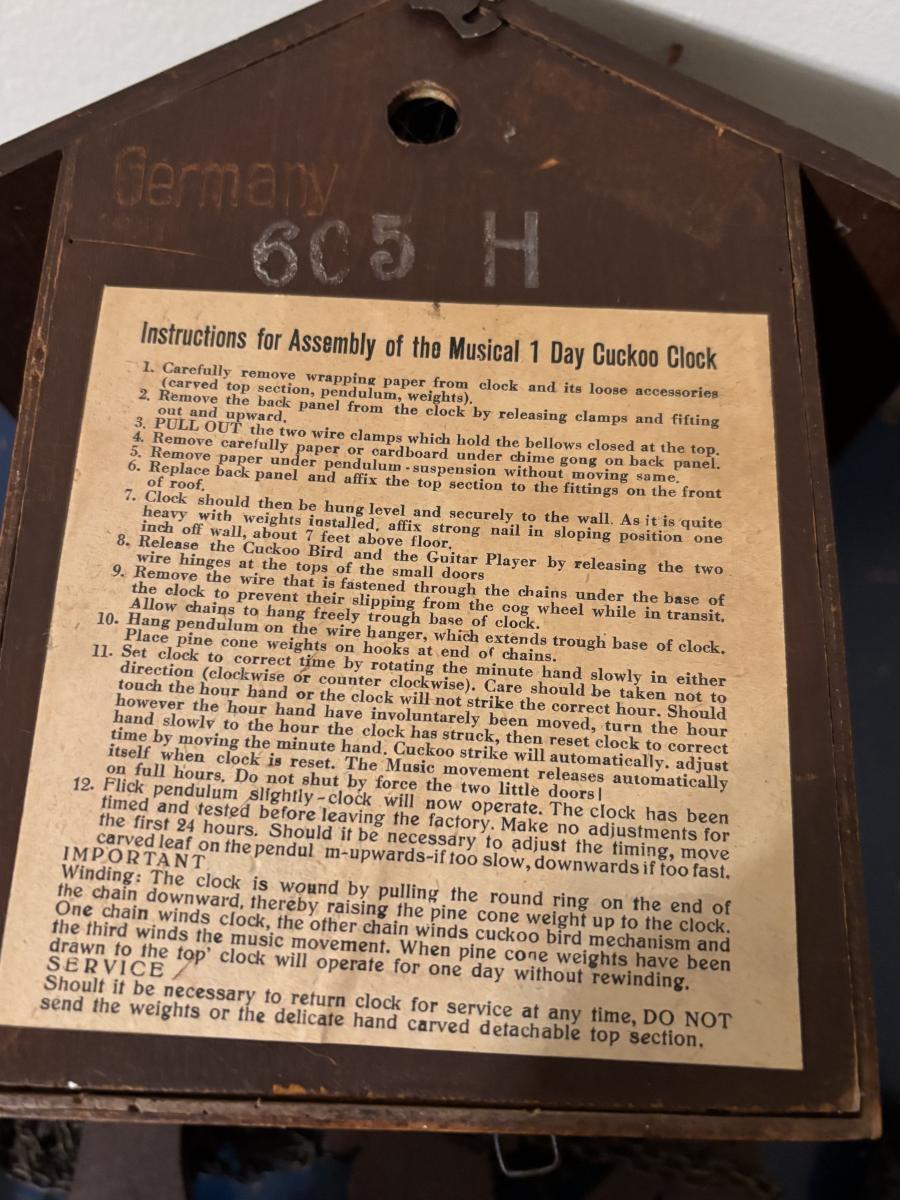 Germany
605 H
Instructions for Assembly of the Musical 1 Day Cuckoo Clock
1. Carefully remove wrapping paper from clock and its loose accessories
(carved top section, pendulum, weights).
2. Remove the back panel from the clock by releasing clamps and fifting
out and upward.
3. PULL OUT the two wire clamps which hold the bellows closed at the top.
4. Remove carefully paper or cardboard under chime gong on back panel.
5. Remove paper under pendulum-suspension without moving same.
6. Replace back panel and affix the top section to the fittings on the front
of roof.
7. Clock should then be hung level and securely to the wall. As it is quite
heavy with weights installed, affix strong nail in sloping position one
inch off wall, about 7 feet above floor.
8. Release the Cuckoo Bird and the Guitar Player by releasing the two
wire hinges at the tops of the small doors
9. Remove the wire that is fastened through the chains under the base of
the clock to prevent their slipping from the cog wheel while in transit.
Allow chains to hang freely trough base of clock.
10. Hang pendulum on the wire hanger, which extends trough base of clock.
Place pine cone weights on hooks at end of chains.
11. Set clock to correct time by rotating the minute hand slowly in either
direction (clockwise or counter clockwise). Care should be taken not to
touch the hour hand or the clock will not strike the correct hour. Should
however the hour hand have involuntarely been moved, turn the hour
hand slowly to the hour the clock has struck, then reset clock to correct
time by moving the minute hand. Cuckoo strike will automatically. adjust
itself when clock is reset. The Music movement releases automatically
on full hours. Do not shut by force the two little doors!
12. Flick pendulum slightly-clock will now operate. The clock has been
timed and tested before leaving the factory. Make no adjustments for
the first 24 hours. Should it be necessary to adjust the timing, move
carved leaf on the pendul m-upwards-if too slow, downwards if too fast.
IMPORTANT
Winding: The clock is wound by pulling the round ring on the end of
the chain downward, thereby raising the pine cone weight up to the clock.
One chain winds clock, the other chain winds cuckoo bird mechanism and
the third winds the music movement. When pine cone weights have been
drawn to the top' clock will operate for one day without rewinding.
SERVICE
Shoult it be necessary to return clock for service at any time, DO NOT
send the weights or the delicate hand carved detachable top section.